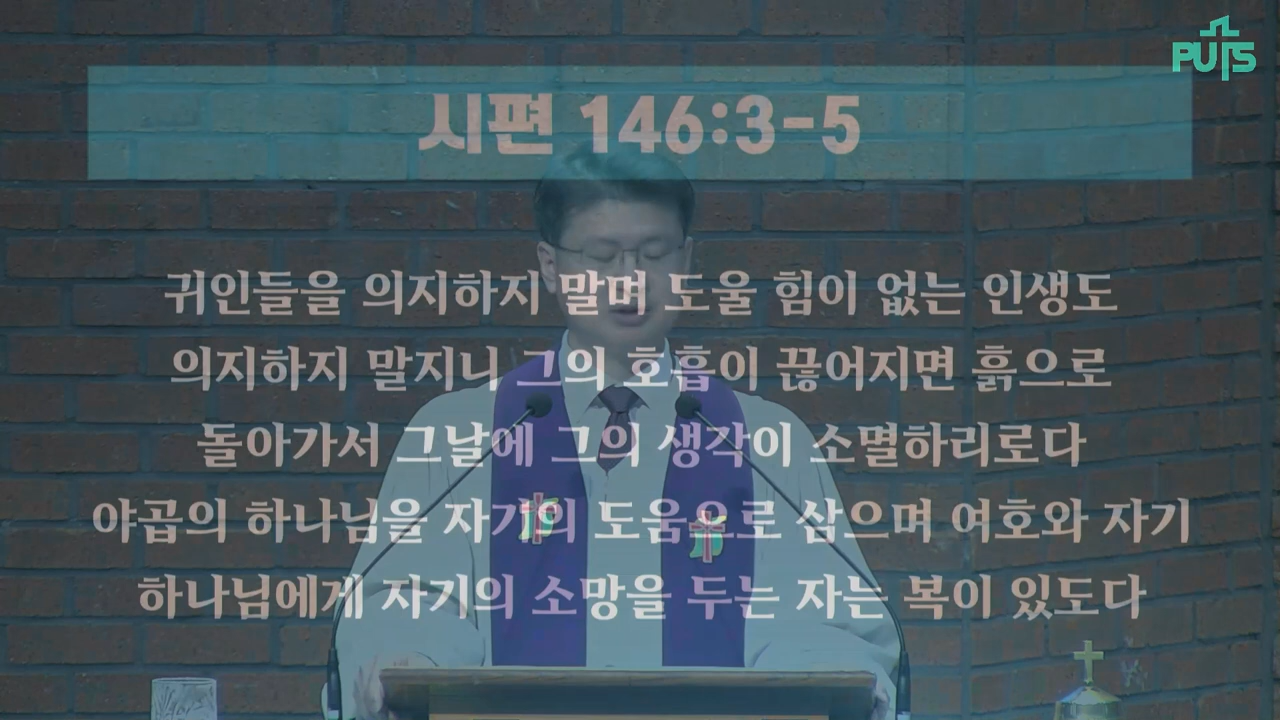 PUTS
시편 146:3-5
귀인들을 의지하지 말며 도울 힘이 없는 인생도
의지하지 말지니 그의 호흡이 끊어지면 흙으로
돌아가서 그날에 그의 생각이 소멸하리로다
야곱의 하나님을 자기의 도움으로 삼으며 여호와 자기
하나님에게 자기의 소망을 두는 자는 복이 있도다